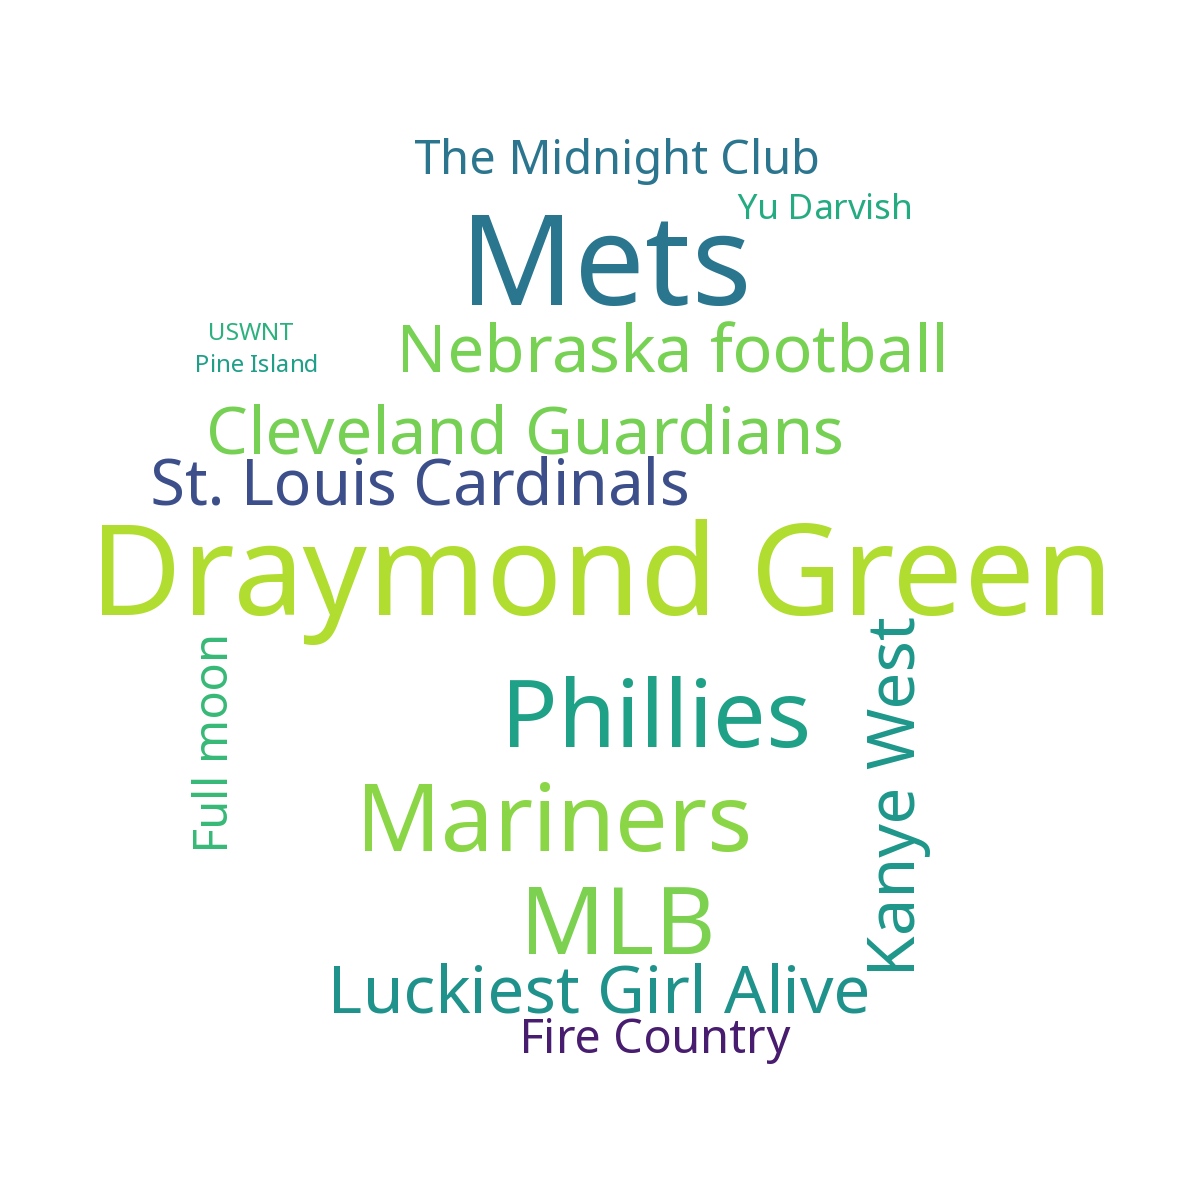 The Midnight Club
Yu Darvish
Mets
USWNT
Nebraska football
Pine Island
Cleveland Guardians
St. Louis Cardinals
Draymond Green
Full moon
Phillies
Kanye West
Mariners
MLB
Luckiest Girl Alive
Fire Country